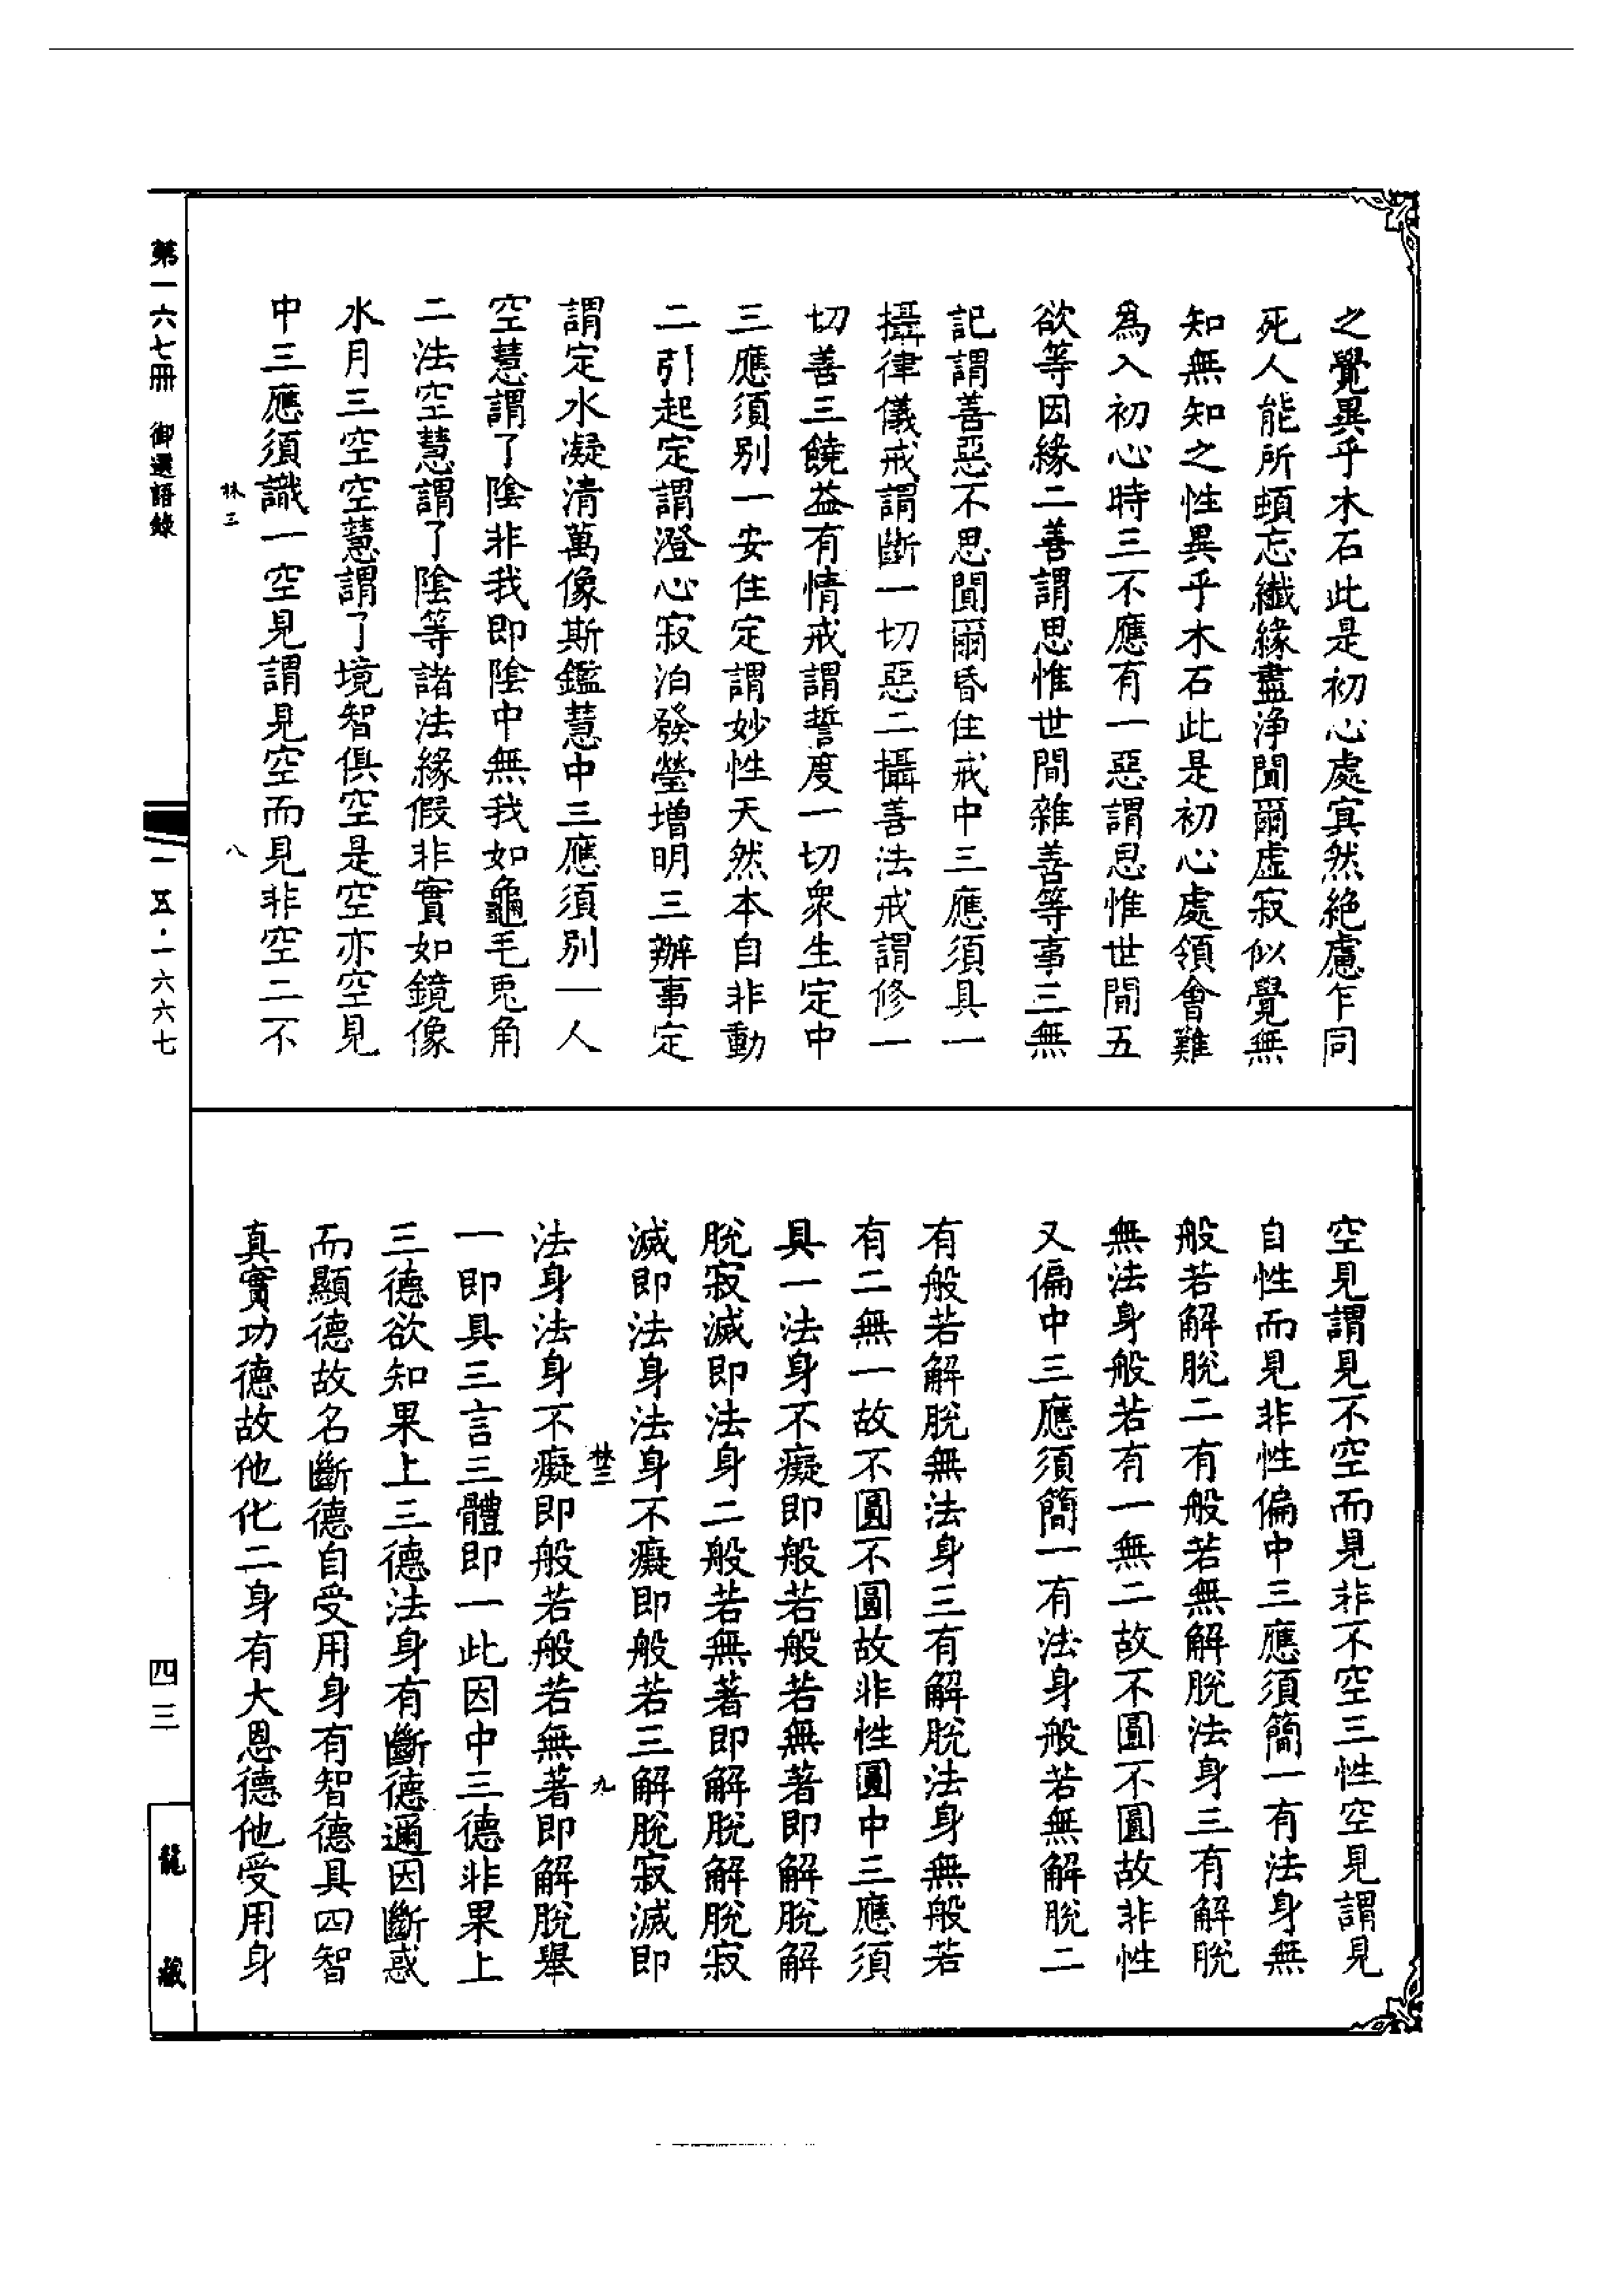 之覺異乎木石此是初心處寘然絶慮乍同
死人能所頓忘纖緣盡淨閴爾虛寂似覺無
知無知之性異乎木石此是初心處領會難
為入初心時三不應有一惡謂思惟世間五
欲等因緣二善謂思惟世間雜善等事三無
記謂善惡不思閴爾昏住戒中三應須具一
攝律儀戒謂斷一切惡二攝善法戒謂修一
切善三饒益有情戒謂誓度一切衆生定中
三應須别一安住定謂妙性天然本自非動
二引起定謂澄心寂泊發瑩增明三辦事定
謂定水凝清萬像斯鑑慧中三應須别一人
空慧謂了陰非我即陰中無我如龜毛兎角
二法空慧謂了陰等諸法緣假非實如鏡像
水月三空空慧謂了境智俱空是空亦空見
中三應須識一空見謂見空而見非空二不
空見謂見不空而見非不空三性空見謂見
自性而見非性偏中三應須簡一有法身無
般若解脫二有般若無解脫法身三有解脫
無法身般若有一無二故不圓不圓故非性
又偏中三應須簡一有法身般若無解脫二
有般若解脫無法身三有解脫法身無般若
有二無一故不圓不圓故非性圓中三應須
具一法身不癡即般若般若無著即解脫解
脫寂滅即法身二般若無著即解脫解脫寂
滅即法身法身不癡即般若三解脫寂滅即
法身法身不癡即般若般若無著即解脫舉
一即具三言三體即一此因中三德非果上
三德欲知果上三德法身有斷德邇因斷惑
而顯德故名斷德自受用身有智德具四智
真實功德故他化二身有大恩德他受用身
第一六七冊　御選語錄
一五·一六六七
四三
龍藏
林三
八
林三
九